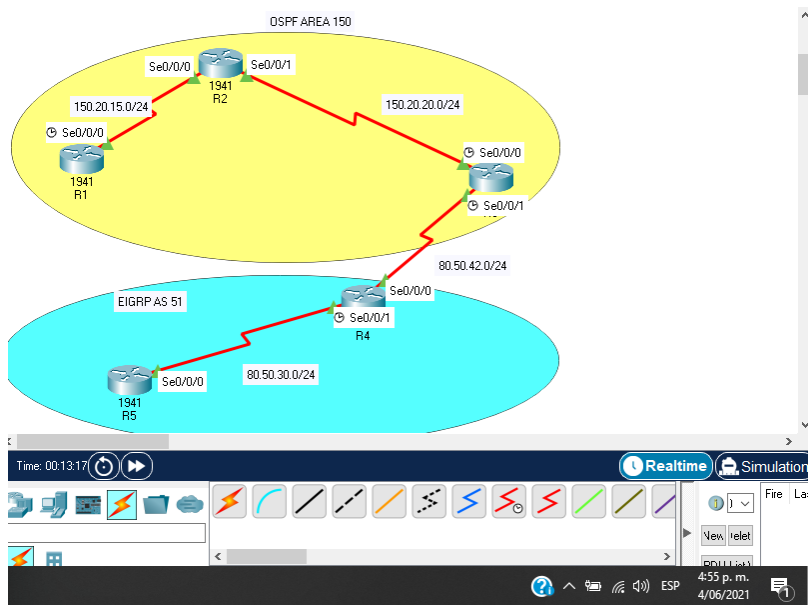 OSPF AREA 150
Se0/0/0
Se0/0/1
1941
R2
150.20.15.0/24
150.20.20.0/24
Se0/0/0
Se0/0/0
1941
R1
Se0/0/1
80.50.42.0/24
Se0/0/0
EIGRP AS 51
Se0/0/1
R4
Se0/0/0
80.50.30.0/24
1941
R5
Time: 00:13:17
Realtime
Simulation
Fire
New
ESP
4:55 p. m.
4/06/2021
1